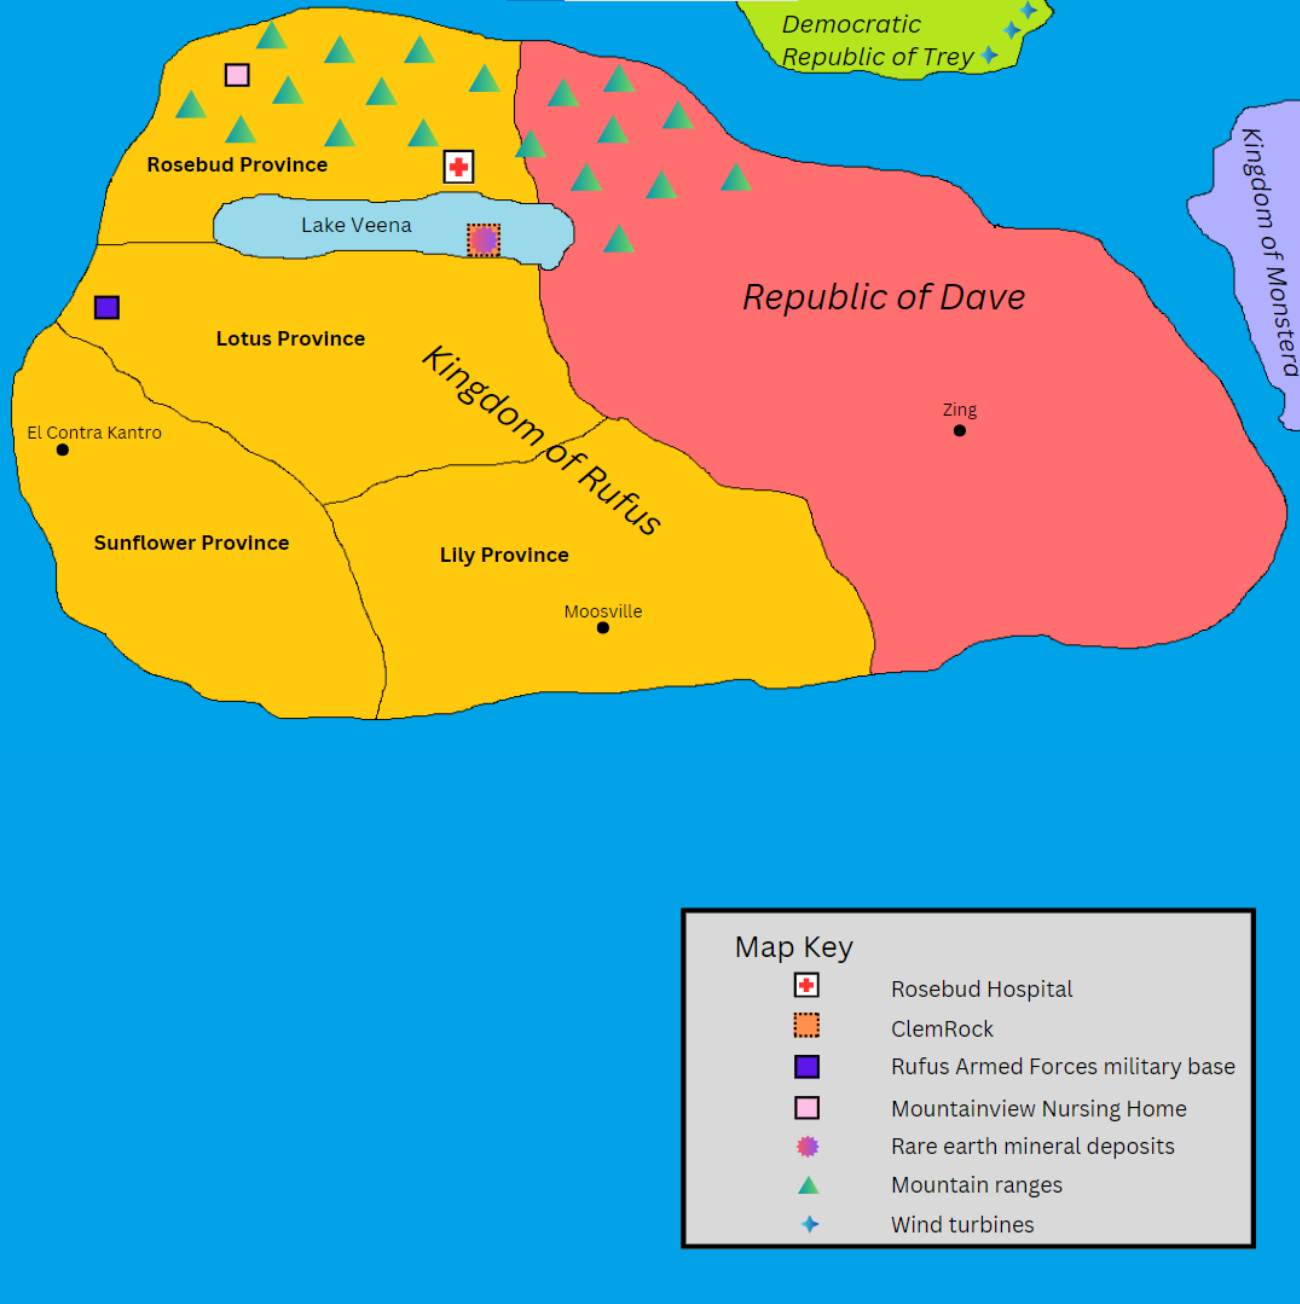 Democratic
Republic of Trey
Kingdom of Monstera
Rosebud Province
Lake Veena
Republic of Dave
Lotus Province
Kingdom of Rufus
Zing
El Contra Kantro
Sunflower Province
Lily Province
Moosville
Map Key
Rosebud Hospital
ClemRock
Rufus Armed Forces military base
Mountainview Nursing Home
Rare earth mineral deposits
Mountain ranges
Wind turbines